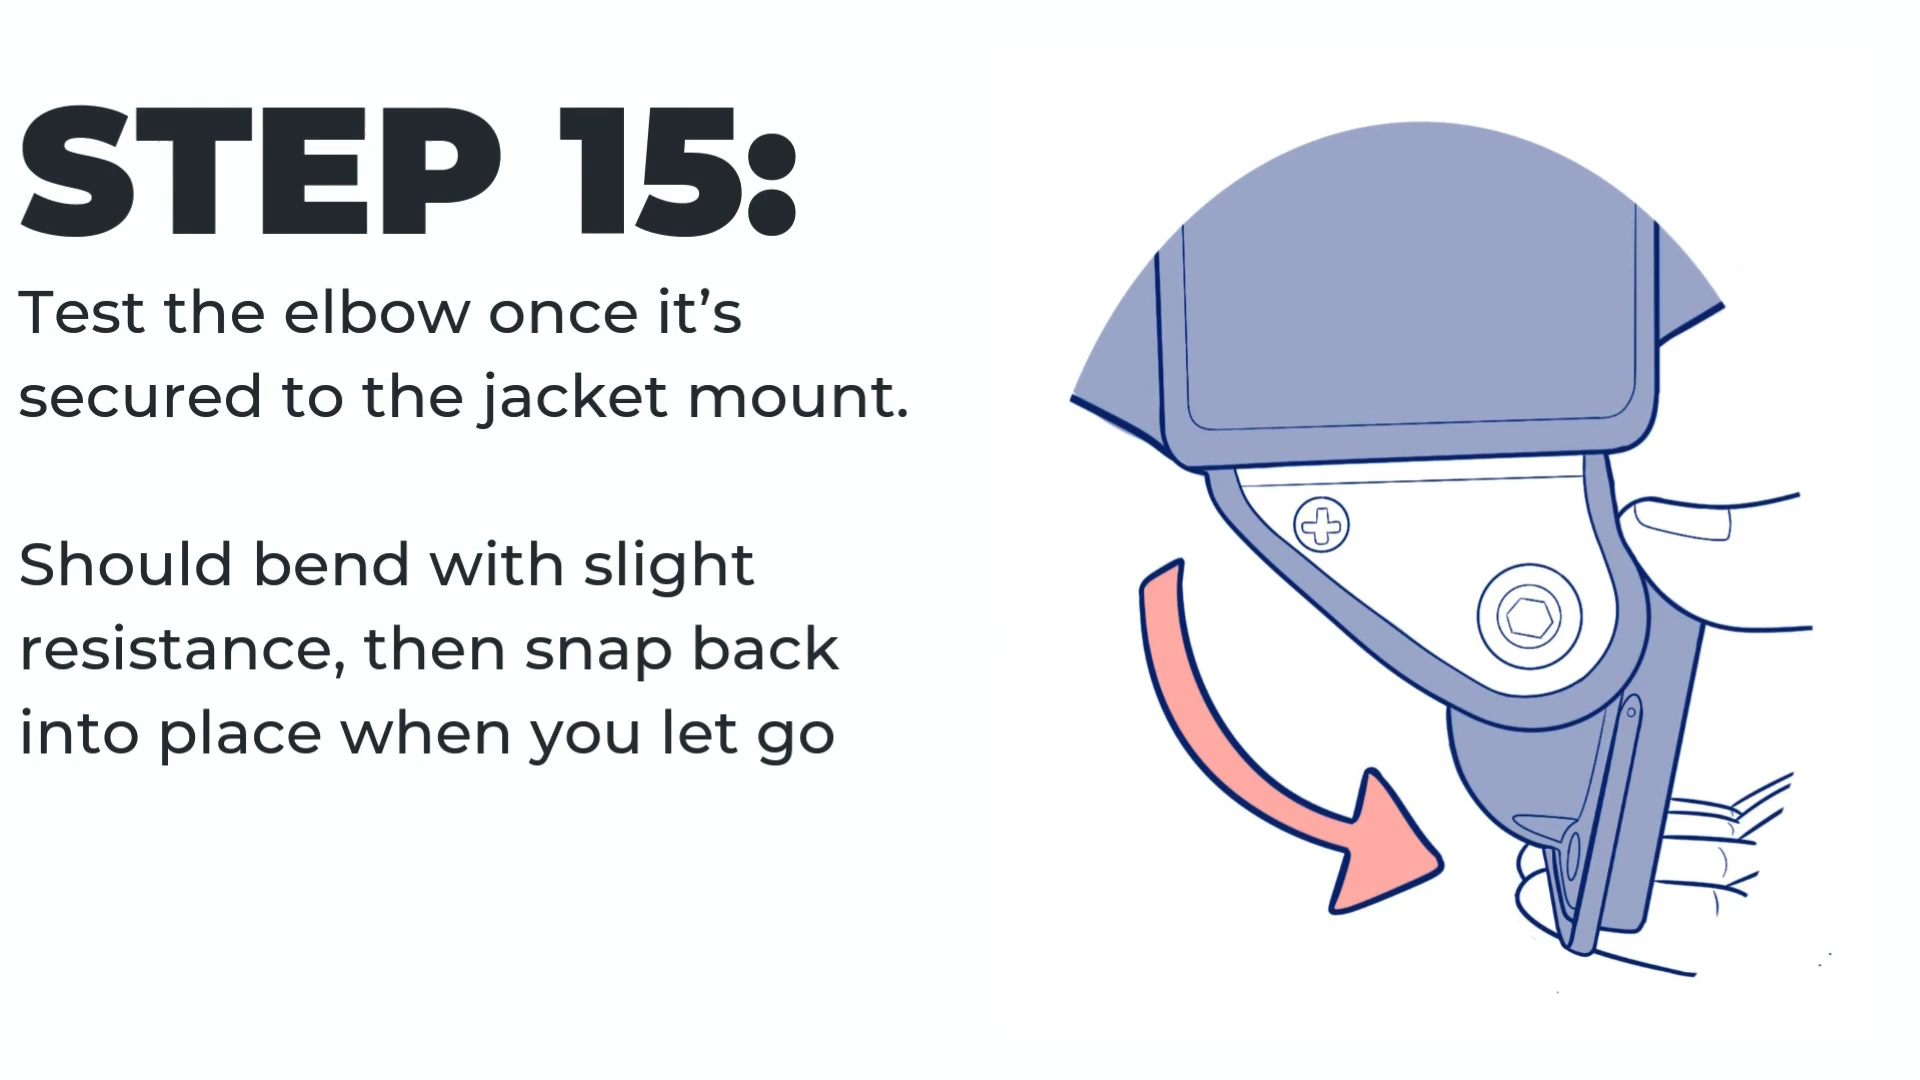 STEP 15:
Test the elbow once it’s
secured to the jacket mount.
Should bend with slight
resistance, then snap back
into place when you let go